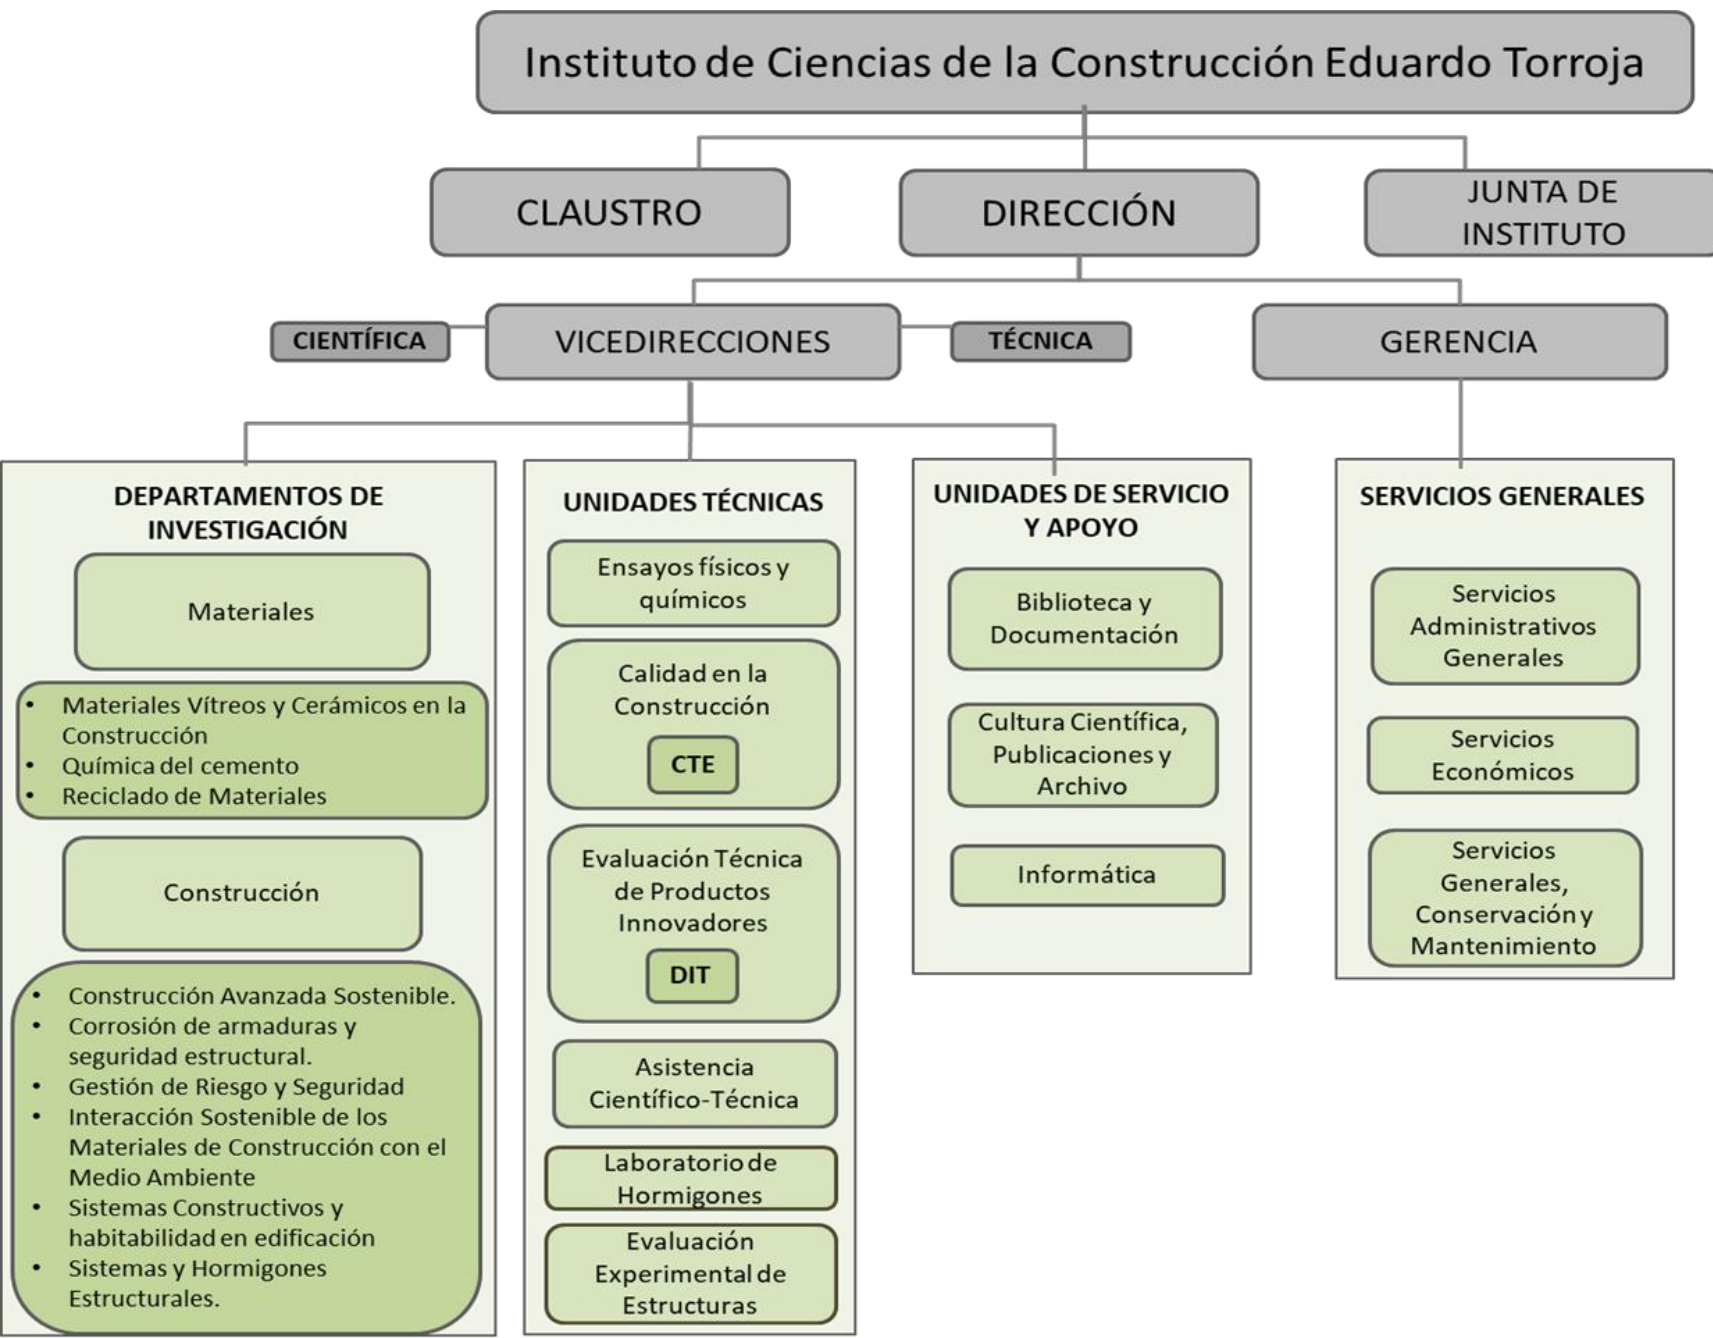 Instituto de Ciencias de la Construcción Eduardo Torroja
CLAUSTRO
DIRECCIÓN
JUNTA DE
INSTITUTO
CIENTÍFICA
VICEDIRECCIONES
TÉCNICA
GERENCIA
DEPARTAMENTOS DE
INVESTIGACIÓN
Materiales
• Materiales Vítreos y Cerámicos en la
Construcción
• Química del cemento
• Reciclado de Materiales
Construcción
• Construcción Avanzada Sostenible.
• Corrosión de armaduras y
seguridad estructural.
• Gestión de Riesgo y Seguridad
• Interacción Sostenible de los
Materiales de Construcción con el
Medio Ambiente
• Sistemas Constructivos y
habitabilidad en edificación
• Sistemas y Hormigones
Estructurales.
UNIDADES TÉCNICAS
Ensayos físicos y
químicos
Calidad en la
Construcción
CTE
Evaluación Técnica
de Productos
Innovadores
DIT
Asistencia
Científico-Técnica
Laboratorio de
Hormigones
Evaluación
Experimental de
Estructuras
UNIDADES DE SERVICIO
Y APOYO
Biblioteca y
Documentación
Cultura Científica,
Publicaciones y
Archivo
Informática
SERVICIOS GENERALES
Servicios
Administrativos
Generales
Servicios
Económicos
Servicios
Generales,
Conservación y
Mantenimiento